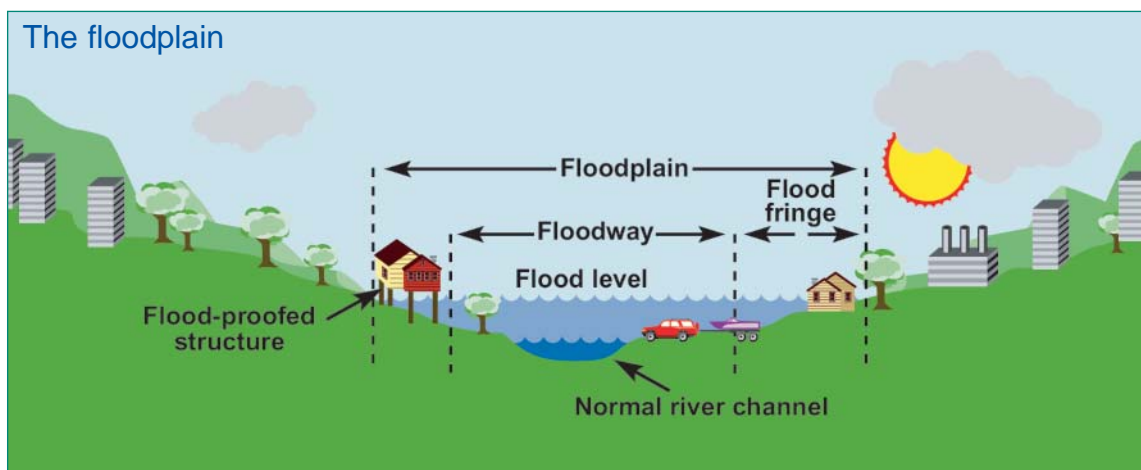 The floodplain
Floodplain
Flood
fringe
Floodway
Flood level
Flood-proofed
structure
Normal river channel